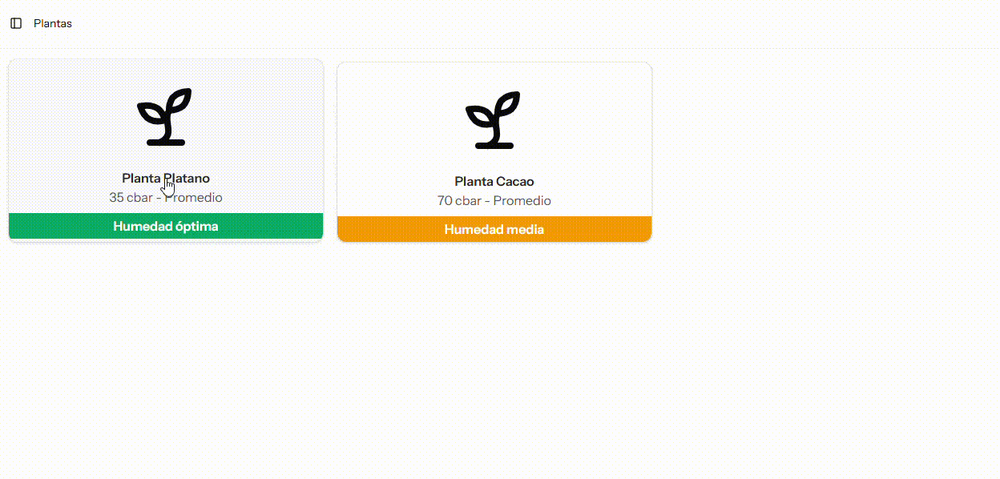 Plantas
Planta Platano
35 cbar - Promedio
Humedad óptima
Planta Cacao
70 cbar - Promedio
Humedad media